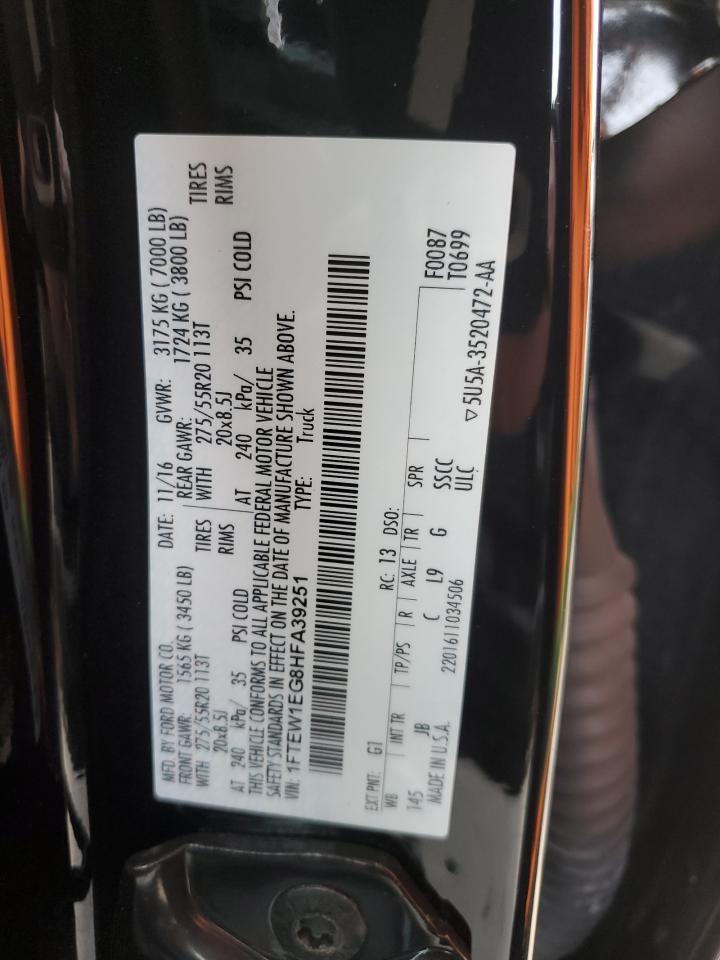 MFD. BY FORD MOTOR CO. DATE: 11/16 GVWR: 3175 KG ( 7000 LB)
FRONT GAWR: 1565 KG ( 3450 LB) REAR GAWR: 1724 KG ( 3800 LB)
WITH 275/55R20 113T TIRES WITH 275/55R20 113T TIRES
20x8.5J RIMS 20x8.5J RIMS
AT 240 kPa/ 35 PSI COLD AT 240 kPa/ 35 PSI COLD
THIS VEHICLE CONFORMS TO ALL APPLICABLE FEDERAL MOTOR VEHICLE
SAFETY STANDARDS IN EFFECT ON THE DATE OF MANUFACTURE SHOWN ABOVE.
VIN: 1FTEW1EG8HFA39251 TYPE: Truck
EXT PNT: G1 RC: 13 DSO: F0087
WB INT TR TP/PS R AXLE TR SPR T0699
145 JB C L9 G SSCC
MADE IN U.S.A. 2201611034506 ULC ▽5U5A-3520472-AA